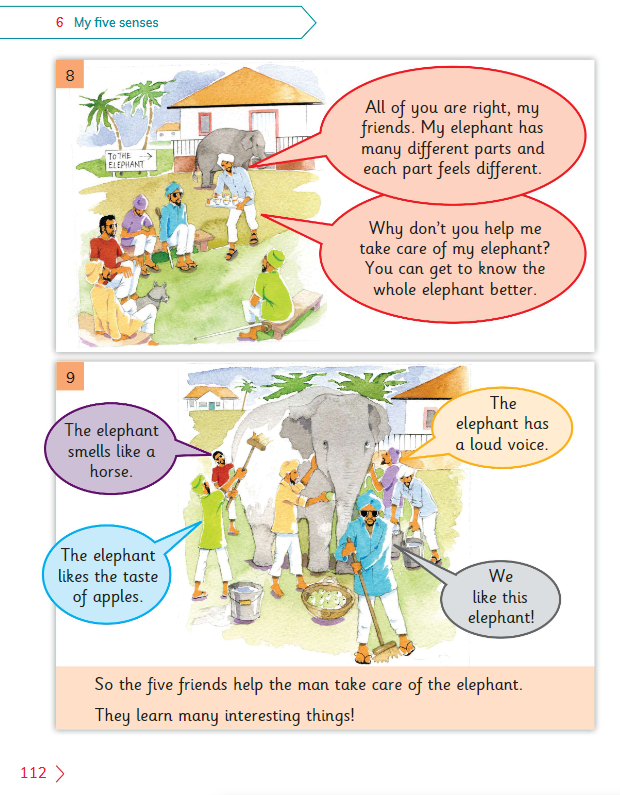 6 My five senses
8
All of you are right, my
friends. My elephant has
many different parts and
each part feels different.
TO THE
ELEPHANT
Why don't you help me
take care of my elephant?
You can get to know the
whole elephant better.
9
The elephant
smells like a
horse.
The
elephant has
a loud voice.
The elephant
likes the taste
of apples.
We
like this
elephant!
So the five friends help the man take care of the elephant.
They learn many interesting things!
112